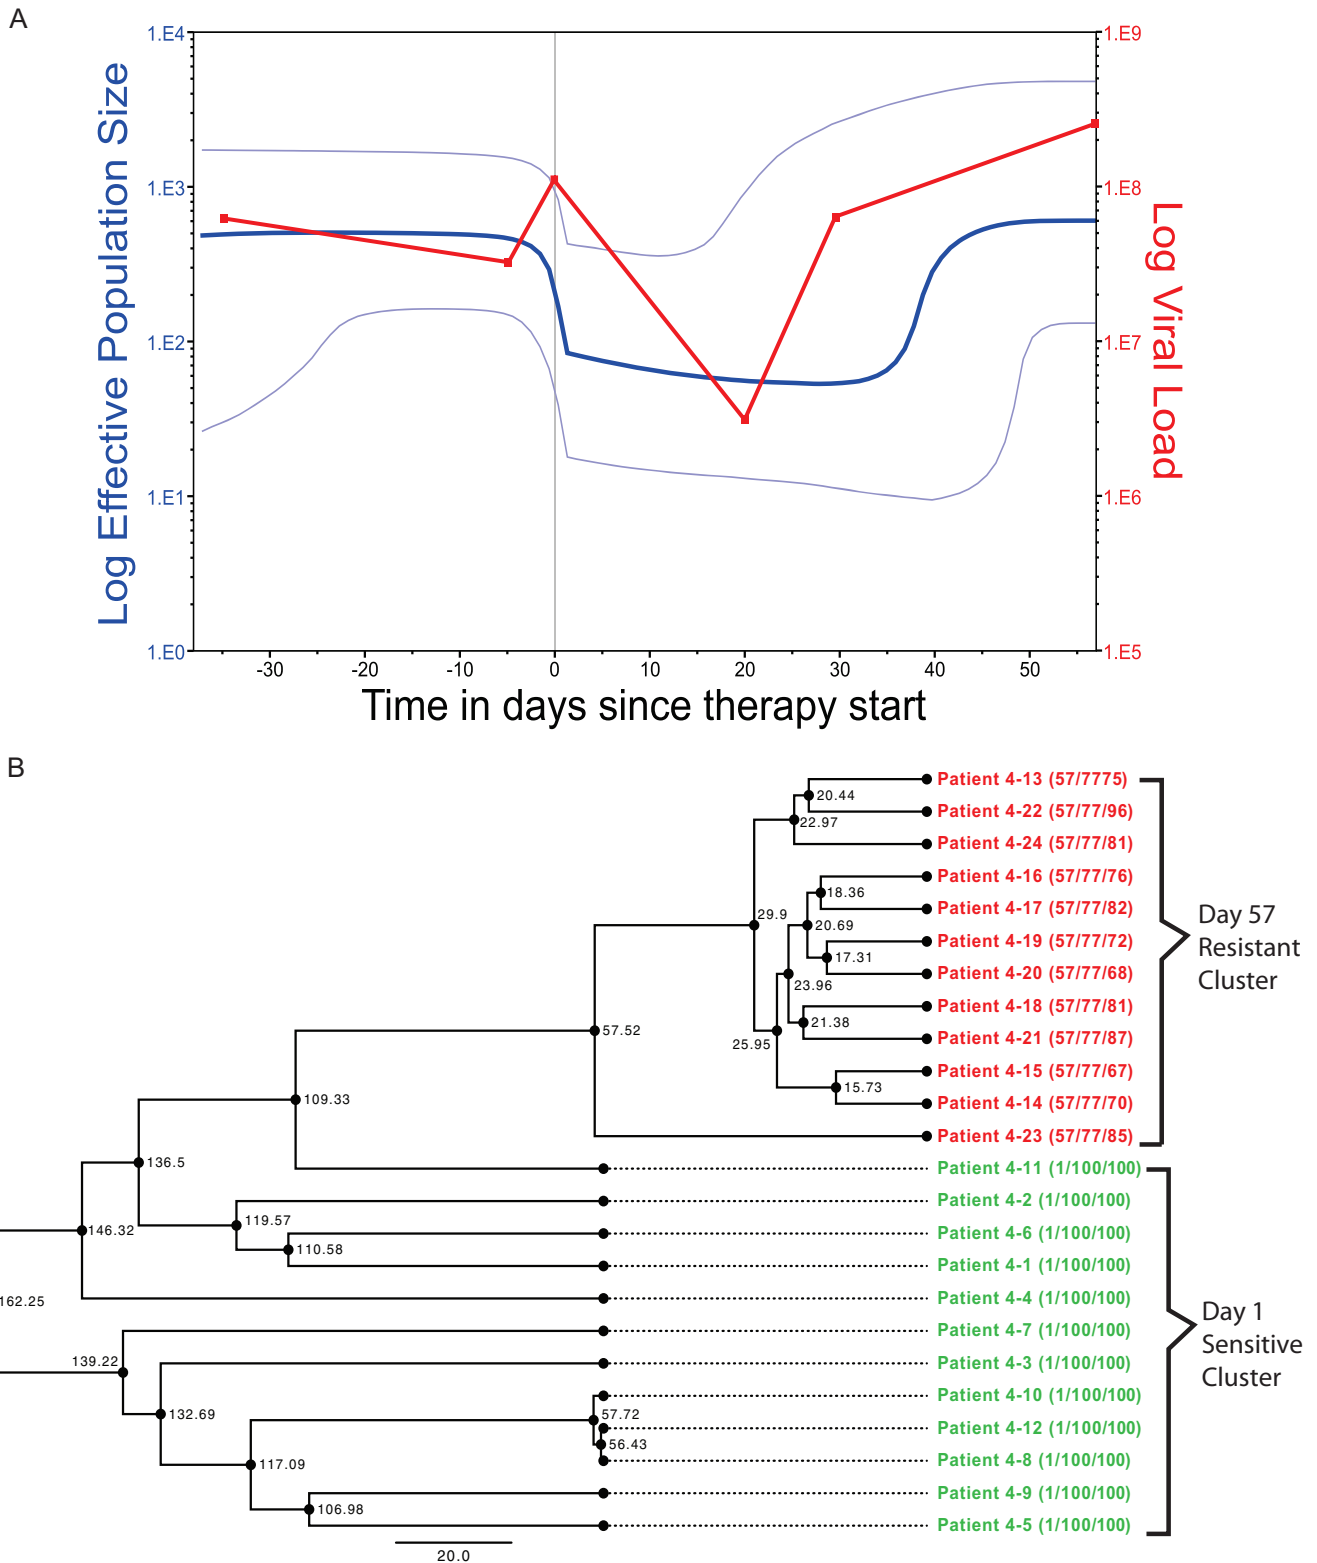 A
Log Effective Population Size
1.E4
1.E3
1.E2
1.E1
1.E0
1.E9
1.E8
1.E7
1.E6
1.E5
Log Viral Load
-30 -20 -10 0 10 20 30 40 50
Time in days since therapy start
B
Patient 4-13 (57/7775)
20.44
Patient 4-22 (57/77/96)
22.97
Patient 4-24 (57/77/81)
Patient 4-16 (57/77/76)
18.36
Patient 4-17 (57/77/82)
29.9
20.69
Patient 4-19 (57/77/72)
17.31
Patient 4-20 (57/77/68)
23.96
Patient 4-18 (57/77/81)
21.38
Patient 4-21 (57/77/87)
25.95
Patient 4-15 (57/77/67)
15.73
Patient 4-14 (57/77/70)
Patient 4-23 (57/77/85)
Day 57
Resistant
Cluster
57.52
109.33
136.5
Patient 4-11 (1/100/100)
Patient 4-2 (1/100/100)
119.57
146.32
Patient 4-6 (1/100/100)
110.58
Patient 4-1 (1/100/100)
Patient 4-4 (1/100/100)
162.25
Patient 4-7 (1/100/100)
139.22
Patient 4-3 (1/100/100)
Patient 4-10 (1/100/100)
57.72
132.69
Patient 4-12 (1/100/100)
56.43
Patient 4-8 (1/100/100)
117.09
Patient 4-9 (1/100/100)
106.98
Patient 4-5 (1/100/100)
Day 1
Sensitive
Cluster
20.0